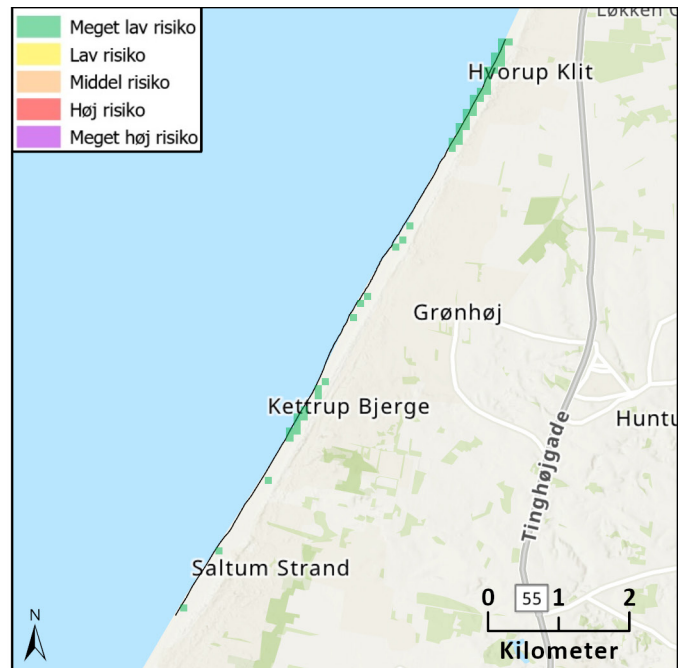 Meget lav risiko
Lav risiko
Middel risiko
Høj risiko
Meget høj risiko
Løkken
Hvorup Klit
Grønhøj
Kettrup Bjerge
Huntu
Tinghøjgade
Saltum Strand
0 55 1 2
Kilometer
N